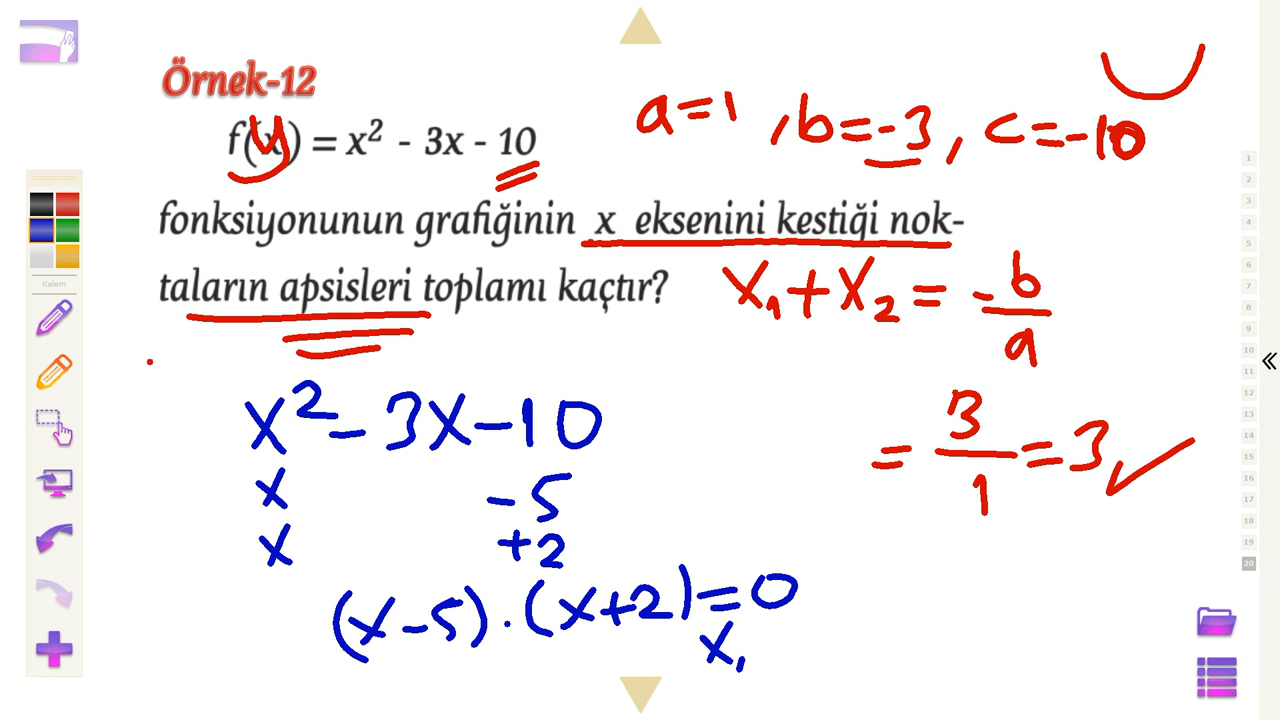 Örnek-12
f(x) = x² - 3x - 10
y
a=1 , b=-3 , c=-10
fonksiyonunun grafiğinin x eksenini kestiği nok-
taların apsisleri toplamı kaçtır?
x₁+x₂ = -b/a
= 3/1 = 3
x² - 3x - 10
x -5
x +2
(x-5).(x+2)=0
x₁
Kalem
1
2
3
4
5
6
7
8
9
10
11
12
13
14
15
16
17
18
19
20